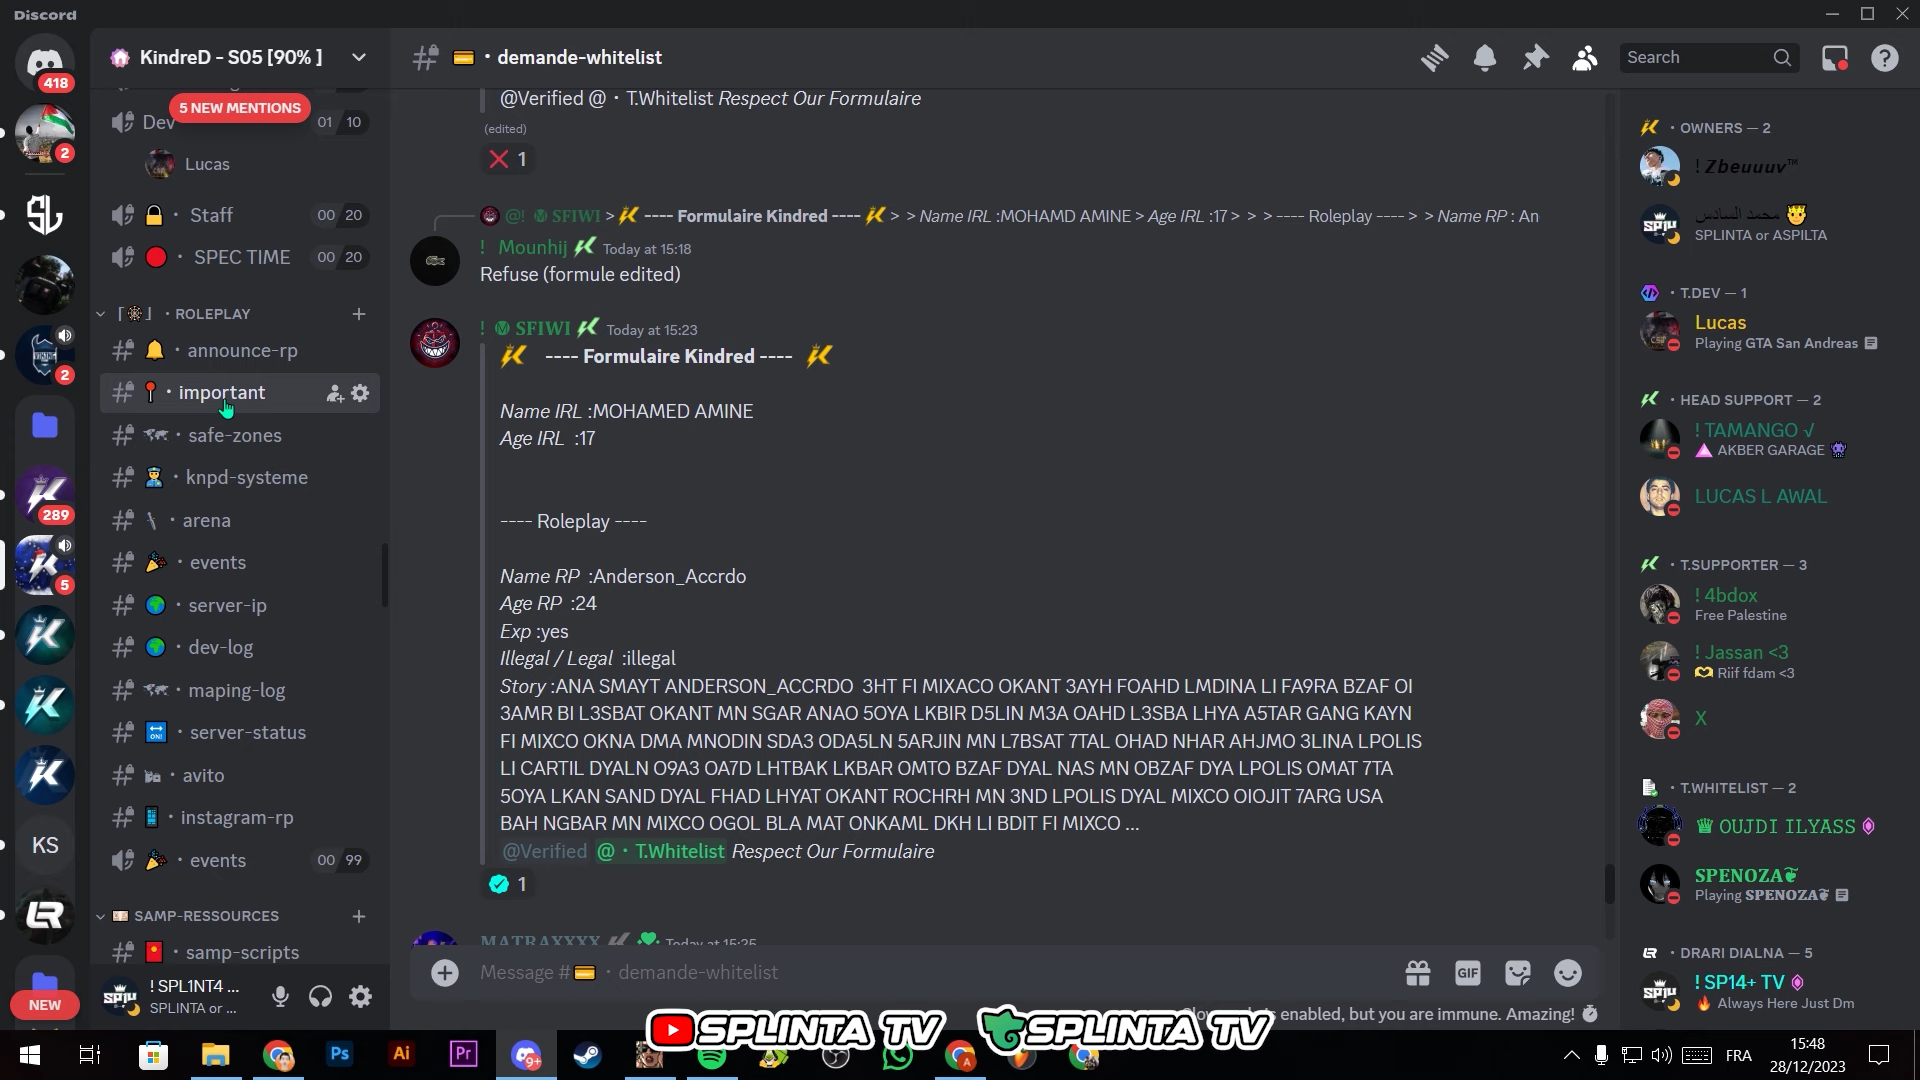 Discord
418
2
2
289
5
KS
NEW
KindreD - S05 [90% ]
5 NEW MENTIONS
Dev
01 10
Lucas
Staff 00 20
SPEC TIME 00 20
ROLEPLAY
announce-rp
important
safe-zones
knpd-systeme
arena
events
server-ip
dev-log
maping-log
server-status
avito
instagram-rp
events 00 99
SAMP-RESSOURCES
samp-scripts
! SPL1NT4 ...
SPLINTA or ...
demande-whitelist
Search
@Verified @・T.Whitelist Respect Our Formulaire
(edited)
1
@! Ⓜ SFIWI > ---- Formulaire Kindred ---- > > Name IRL :MOHAMD AMINE > Age IRL :17 > > > ---- Roleplay ---- > > Name RP : An
! Mounhij Today at 15:18
Refuse (formule edited)
! Ⓜ SFIWI Today at 15:23
---- Formulaire Kindred ----
Name IRL :MOHAMED AMINE
Age IRL :17
---- Roleplay ----
Name RP :Anderson_Accrdo
Age RP :24
Exp :yes
Illegal / Legal :illegal
Story :ANA SMAYT ANDERSON_ACCRDO 3HT FI MIXACO OKANT 3AYH FOAHD LMDINA LI FA9RA BZAF OI
3AMR BI L3SBAT OKANT MN SGAR ANAO 5OYA LKBIR D5LIN M3A OAHD L3SBA LHYA A5TAR GANG KAYN
FI MIXCO OKNA DMA MNODIN SDA3 ODA5LN 5ARJIN MN L7BSAT 7TAL OHAD NHAR AHJMO 3LINA LPOLIS
LI CARTIL DYALN O9A3 OA7D LHTBAK LKBAR OMTO BZAF DYAL NAS MN OBZAF DYA LPOLIS OMAT 7TA
5OYA LKAN SAND DYAL FHAD LHYAT OKANT ROCHRH MN 3ND LPOLIS DYAL MIXCO OIOJIT 7ARG USA
BAH NGBAR MN MIXCO OGOL BLA MAT ONKAML DKH LI BDIT FI MIXCO ...
@Verified @・T.Whitelist Respect Our Formulaire
1
MATRAXXXX Today at 15:25
Message # ・demande-whitelist
GIF
enabled, but you are immune. Amazing!
OWNERS — 2
! Zbeuuuv™
محمد السادس
SPLINTA or ASPILTA
T.DEV — 1
Lucas
Playing GTA San Andreas
HEAD SUPPORT — 2
! TAMANGO √
AKBER GARAGE
LUCAS L AWAL
T.SUPPORTER — 3
! 4bdox
Free Palestine
! Jassan <3
Riif fdam <3
X
T.WHITELIST — 2
♛ OUJDI ILYASS
SPENOZA❦
Playing SPENOZA❦
DRARI DIALNA — 5
! SP14+ TV
Always Here Just Dm
SPLINTA TV
SPLINTA TV
Ps
Ai
Pr
9+
FRA
15:48
28/12/2023